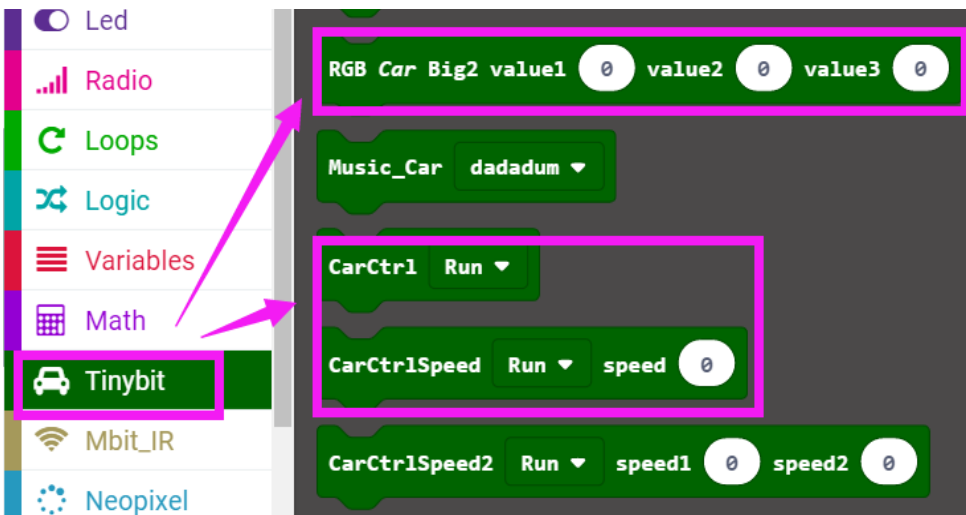 Led
Radio
Loops
Logic
Variables
Math
Tinybit
Mbit_IR
Neopixel
RGB Car Big2 value1 0 value2 0 value3 0
Music_Car dadadum
CarCtrl Run
CarCtrlSpeed Run speed 0
CarCtrlSpeed2 Run speed1 0 speed2 0